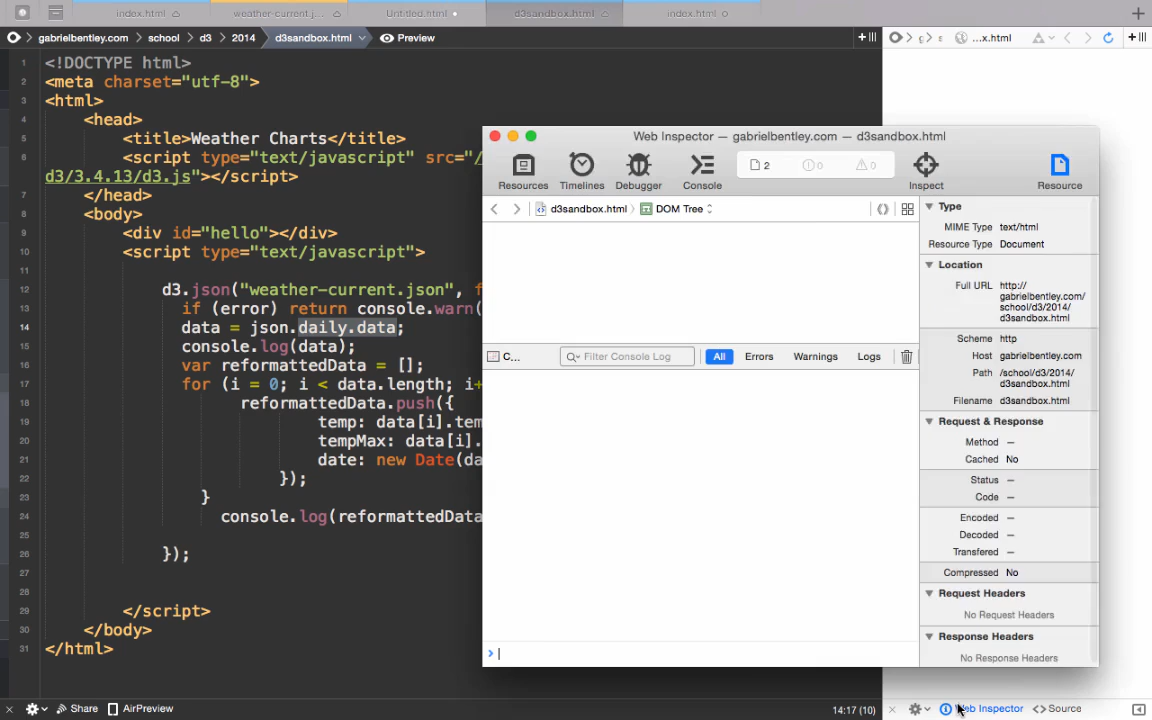 index.html
weather-current.j...
Untitled.html
d3sandbox.html
index.html
gabrielbentley.com
school
d3
2014
d3sandbox.html
Preview
...x.html
1 <!DOCTYPE html>
2 <meta charset="utf-8">
3 <html>
4 <head>
5 <title>Weather Charts</title>
6 <script type="text/javascript" src="/
d3/3.4.13/d3.js"></script>
7 </head>
8 <body>
9 <div id="hello"></div>
10 <script type="text/javascript">
11
12 d3.json("weather-current.json", f
13 if (error) return console.warn(
14 data = json.daily.data;
15 console.log(data);
16 var reformattedData = [];
17 for (i = 0; i < data.length; i+
18 reformattedData.push({
19 temp: data[i].tem
20 tempMax: data[i].
21 date: new Date(da
22 });
23 }
24 console.log(reformattedData
25
26 });
27
28
29 </script>
30 </body>
31 </html>
Share
AirPreview
14:17 (10)
Web Inspector
Source
Web Inspector — gabrielbentley.com — d3sandbox.html
Resources
Timelines
Debugger
Console
2
0
0
Inspect
Resource
d3sandbox.html
DOM Tree
C...
Filter Console Log
All
Errors
Warnings
Logs
>
Type
MIME Type text/html
Resource Type Document
Location
Full URL http://
gabrielbentley.com/
school/d3/2014/
d3sandbox.html
Scheme http
Host gabrielbentley.com
Path /school/d3/2014/
d3sandbox.html
Filename d3sandbox.html
Request & Response
Method —
Cached No
Status —
Code —
Encoded —
Decoded —
Transfered —
Compressed No
Request Headers
No Request Headers
Response Headers
No Response Headers